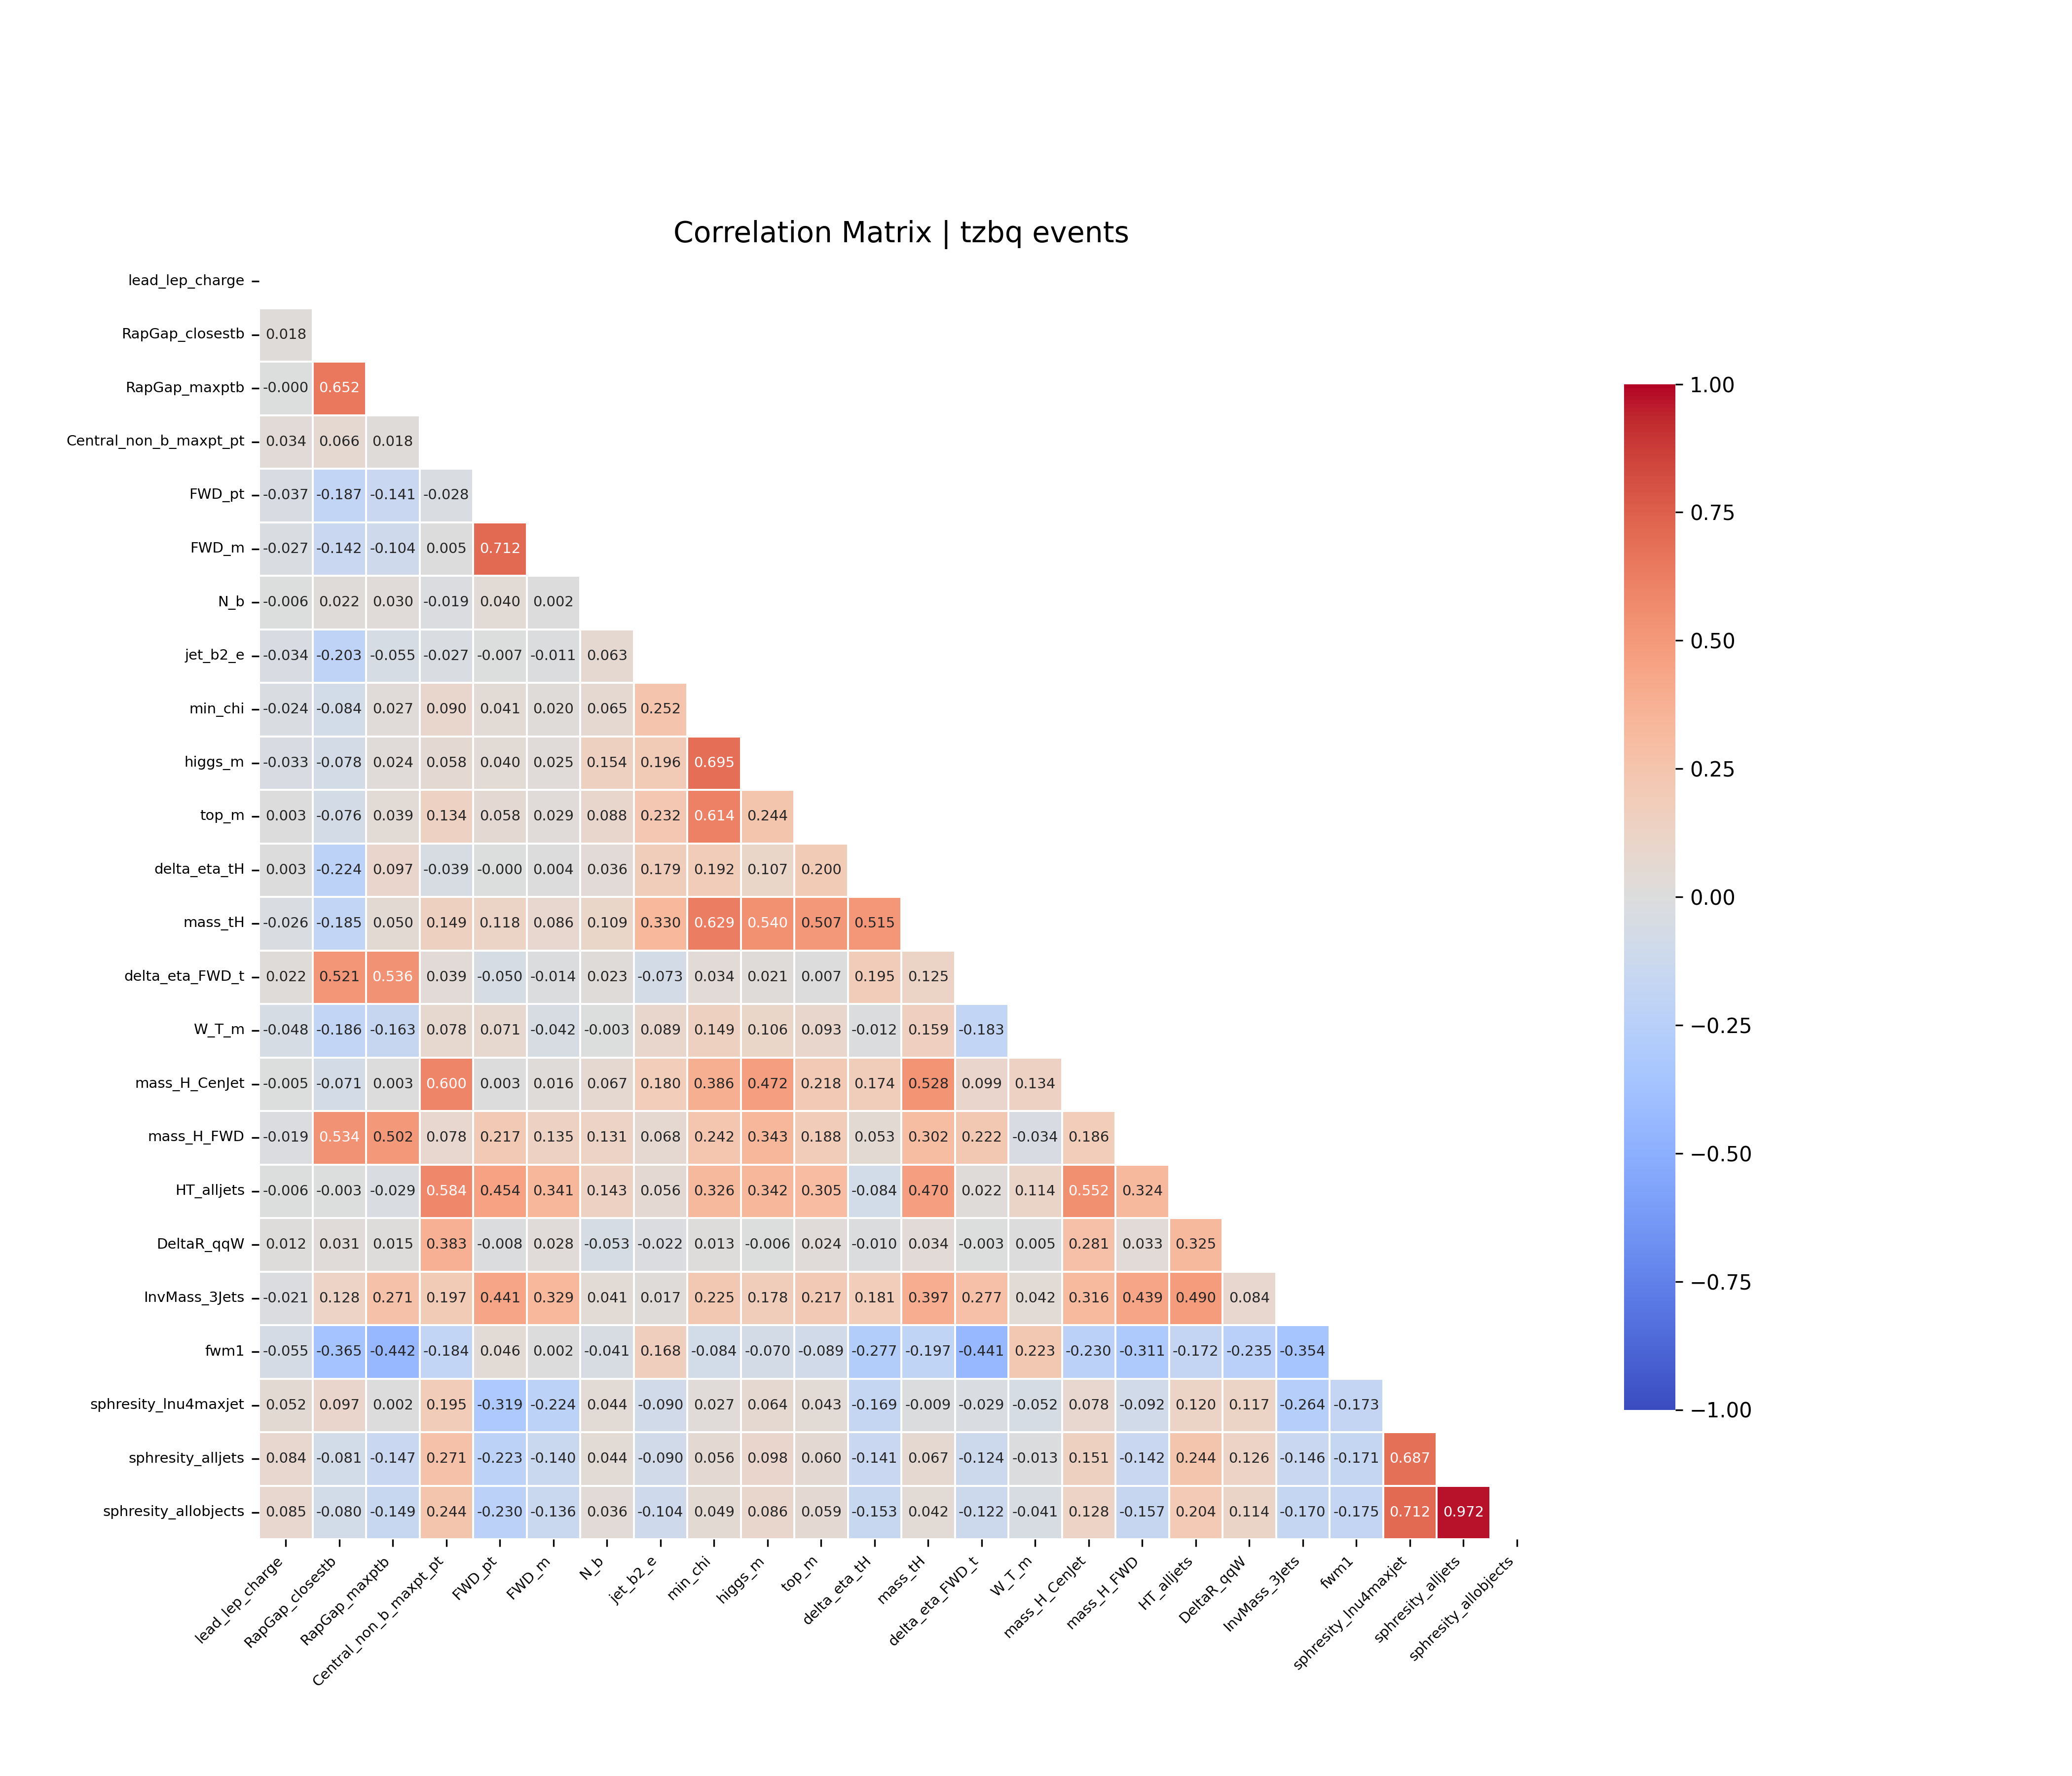 Correlation Matrix | tzbq events
lead_lep_charge
RapGap_closestb 0.018
RapGap_maxptb -0.000 0.652
Central_non_b_maxpt_pt 0.034 0.066 0.018
FWD_pt -0.037 -0.187 -0.141 -0.028
FWD_m -0.027 -0.142 -0.104 0.005 0.712
N_b -0.006 0.022 0.030 -0.019 0.040 0.002
jet_b2_e -0.034 -0.203 -0.055 -0.027 -0.007 -0.011 0.063
min_chi -0.024 -0.084 0.027 0.090 0.041 0.020 0.065 0.252
higgs_m -0.033 -0.078 0.024 0.058 0.040 0.025 0.154 0.196 0.695
top_m 0.003 -0.076 0.039 0.134 0.058 0.029 0.088 0.232 0.614 0.244
delta_eta_tH 0.003 -0.224 0.097 -0.039 -0.000 0.004 0.036 0.179 0.192 0.107 0.200
mass_tH -0.026 -0.185 0.050 0.149 0.118 0.086 0.109 0.330 0.629 0.540 0.507 0.515
delta_eta_FWD_t 0.022 0.521 0.536 0.039 -0.050 -0.014 0.023 -0.073 0.034 0.021 0.007 0.195 0.125
W_T_m -0.048 -0.186 -0.163 0.078 0.071 -0.042 -0.003 0.089 0.149 0.106 0.093 -0.012 0.159 -0.183
mass_H_CenJet -0.005 -0.071 0.003 0.600 0.003 0.016 0.067 0.180 0.386 0.472 0.218 0.174 0.528 0.099 0.134
mass_H_FWD -0.019 0.534 0.502 0.078 0.217 0.135 0.131 0.068 0.242 0.343 0.188 0.053 0.302 0.222 -0.034 0.186
HT_alljets -0.006 -0.003 -0.029 0.584 0.454 0.341 0.143 0.056 0.326 0.342 0.305 -0.084 0.470 0.022 0.114 0.552 0.324
DeltaR_qqW 0.012 0.031 0.015 0.383 -0.008 0.028 -0.053 -0.022 0.013 -0.006 0.024 -0.010 0.034 -0.003 0.005 0.281 0.033 0.325
InvMass_3Jets -0.021 0.128 0.271 0.197 0.441 0.329 0.041 0.017 0.225 0.178 0.217 0.181 0.397 0.277 0.042 0.316 0.439 0.490 0.084
fwm1 -0.055 -0.365 -0.442 -0.184 0.046 0.002 -0.041 0.168 -0.084 -0.070 -0.089 -0.277 -0.197 -0.441 0.223 -0.230 -0.311 -0.172 -0.235 -0.354
sphresity_lnu4maxjet 0.052 0.097 0.002 0.195 -0.319 -0.224 0.044 -0.090 0.027 0.064 0.043 -0.169 -0.009 -0.029 -0.052 0.078 -0.092 0.120 0.117 -0.264 -0.173
sphresity_alljets 0.084 -0.081 -0.147 0.271 -0.223 -0.140 0.044 -0.090 0.056 0.098 0.060 -0.141 0.067 -0.124 -0.013 0.151 -0.142 0.244 0.126 -0.146 -0.171 0.687
sphresity_allobjects 0.085 -0.080 -0.149 0.244 -0.230 -0.136 0.036 -0.104 0.049 0.086 0.059 -0.153 0.042 -0.122 -0.041 0.128 -0.157 0.204 0.114 -0.170 -0.175 0.712 0.972
lead_lep_charge
RapGap_closestb
RapGap_maxptb
Central_non_b_maxpt_pt
FWD_pt
FWD_m
N_b
jet_b2_e
min_chi
higgs_m
top_m
delta_eta_tH
mass_tH
delta_eta_FWD_t
W_T_m
mass_H_CenJet
mass_H_FWD
HT_alljets
DeltaR_qqW
InvMass_3Jets
fwm1
sphresity_lnu4maxjet
sphresity_alljets
sphresity_allobjects
1.00
0.75
0.50
0.25
0.00
−0.25
−0.50
−0.75
−1.00